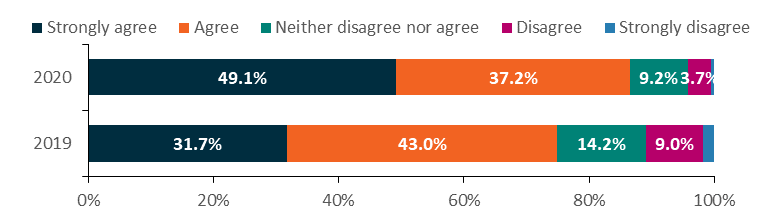 Strongly agree Agree Neither disagree nor agree Disagree Strongly disagree
2020 49.1% 37.2% 9.2% 3.7%
2019 31.7% 43.0% 14.2% 9.0%
0% 20% 40% 60% 80% 100%